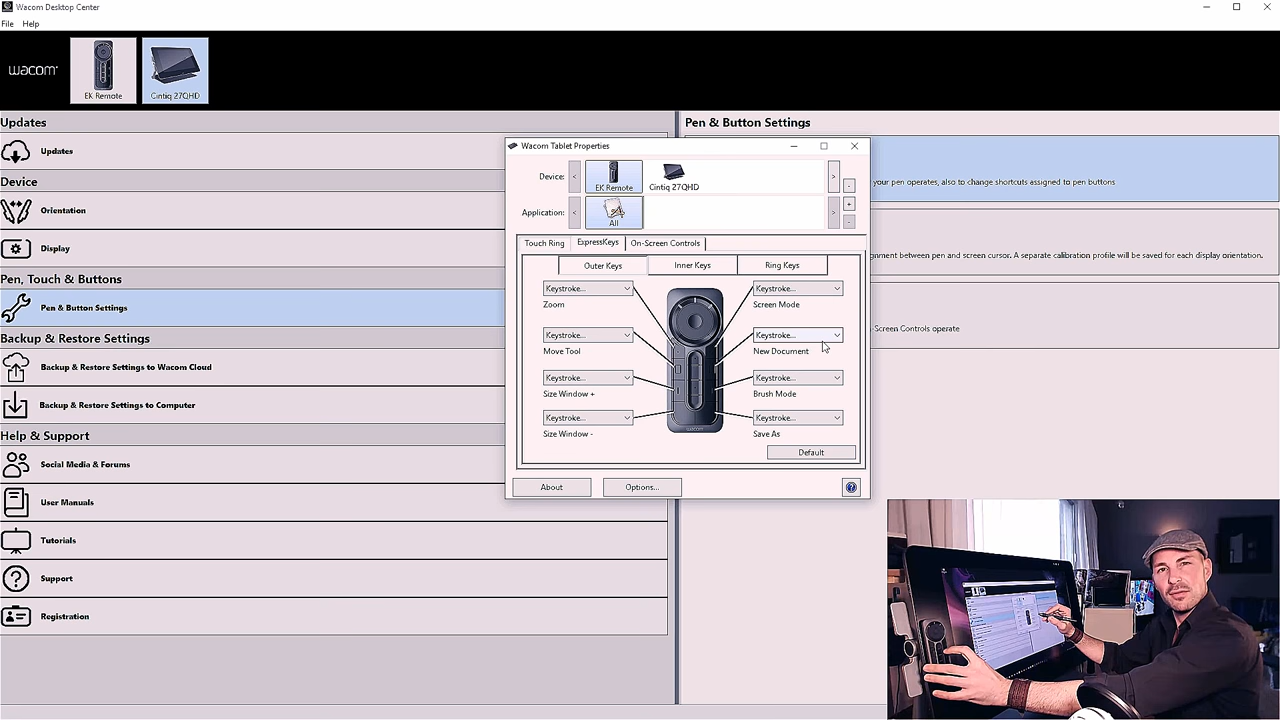 Wacom Desktop Center
File Help
wacom
EK Remote
Cintiq 27QHD
Updates
Updates
Device
Orientation
Display
Pen, Touch & Buttons
Pen & Button Settings
Backup & Restore Settings
Backup & Restore Settings to Wacom Cloud
Backup & Restore Settings to Computer
Help & Support
Social Media & Forums
User Manuals
Tutorials
Support
Registration
Pen & Button Settings
your pen operates, also to change shortcuts assigned to pen buttons
nment between pen and screen cursor. A separate calibration profile will be saved for each display orientation.
-Screen Controls operate
Wacom Tablet Properties
Device: < EK Remote Cintiq 27QHD > -
Application: < All > + -
Touch Ring ExpressKeys On-Screen Controls
Outer Keys Inner Keys Ring Keys
Keystroke... Keystroke...
Zoom Screen Mode
Keystroke... Keystroke...
Move Tool New Document
Keystroke... Keystroke...
Size Window + Brush Mode
Keystroke... Keystroke...
Size Window - Save As
wacom
Default
About Options... ?